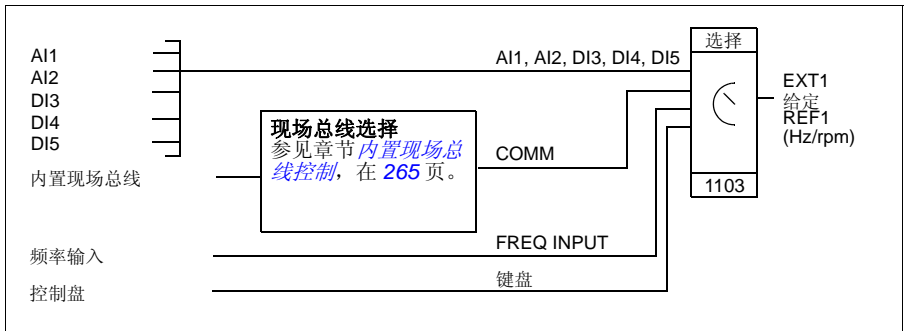 AI1
AI2
DI3
DI4
DI5
内置现场总线
频率输入
控制盘
现场总线选择
参见章节内置现场总
线控制，在 265 页。
AI1, AI2, DI3, DI4, DI5
COMM
FREQ INPUT
键盘
选择
1103
EXT1
给定
REF1
(Hz/rpm)